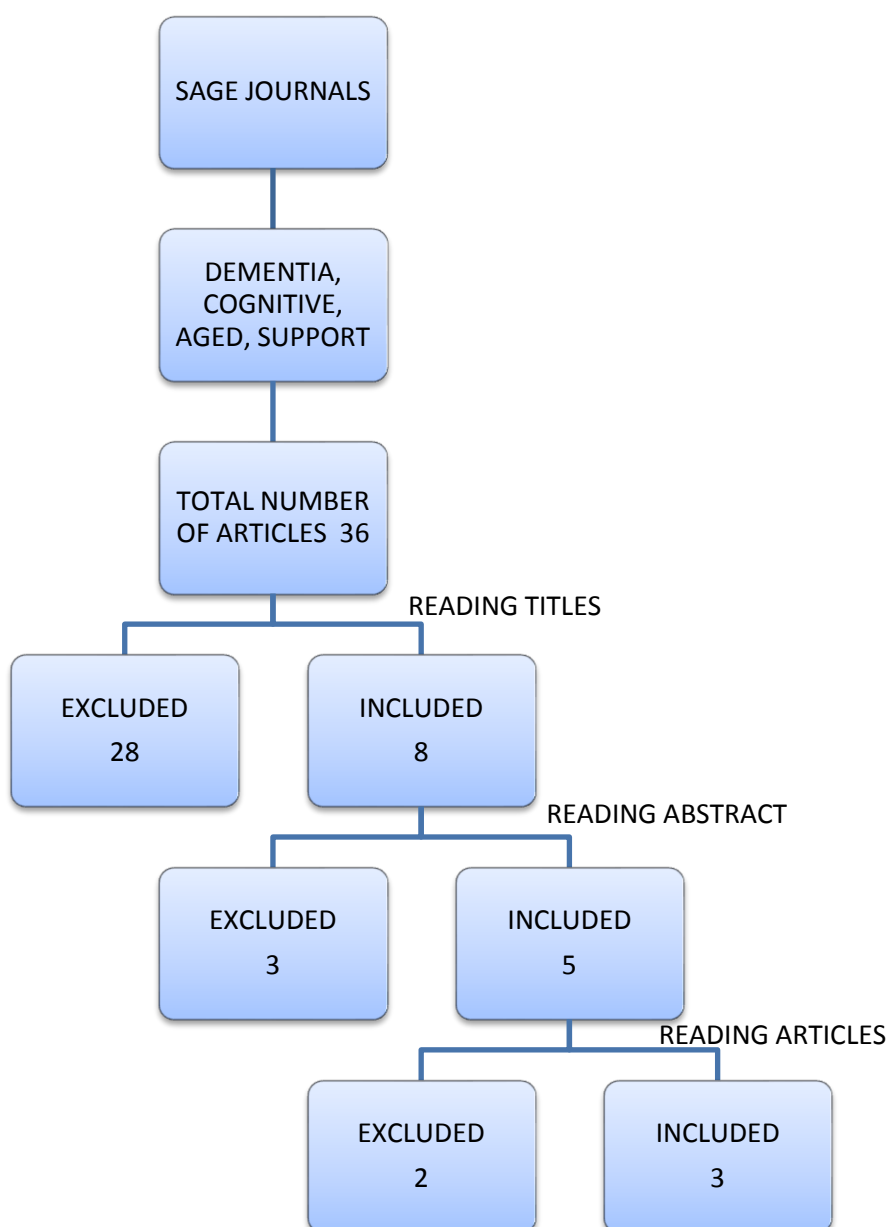 SAGE JOURNALS
DEMENTIA,
COGNITIVE,
AGED, SUPPORT
TOTAL NUMBER
OF ARTICLES 36
READING TITLES
EXCLUDED
28
INCLUDED
8
READING ABSTRACT
EXCLUDED
3
INCLUDED
5
READING ARTICLES
EXCLUDED
2
INCLUDED
3